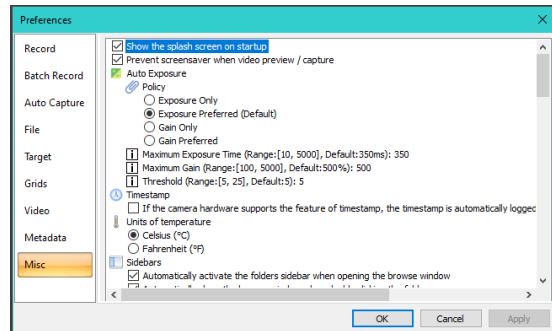 Preferences
Record
Batch Record
Auto Capture
File
Target
Grids
Video
Metadata
Misc
Show the splash screen on startup
Prevent screensaver when video preview / capture
Auto Exposure
Policy
Exposure Only
Exposure Preferred (Default)
Gain Only
Gain Preferred
Maximum Exposure Time (Range:[10, 5000], Default:350ms): 350
Maximum Gain (Range:[100, 5000], Default:500%): 500
Threshold (Range:[5, 25], Default:5): 5
Timestamp
If the camera hardware supports the feature of timestamp, the timestamp is automatically logged
Units of temperature
Celsius (°C)
Fahrenheit (°F)
Sidebars
Automatically activate the folders sidebar when opening the browse window
OK
Cancel
Apply